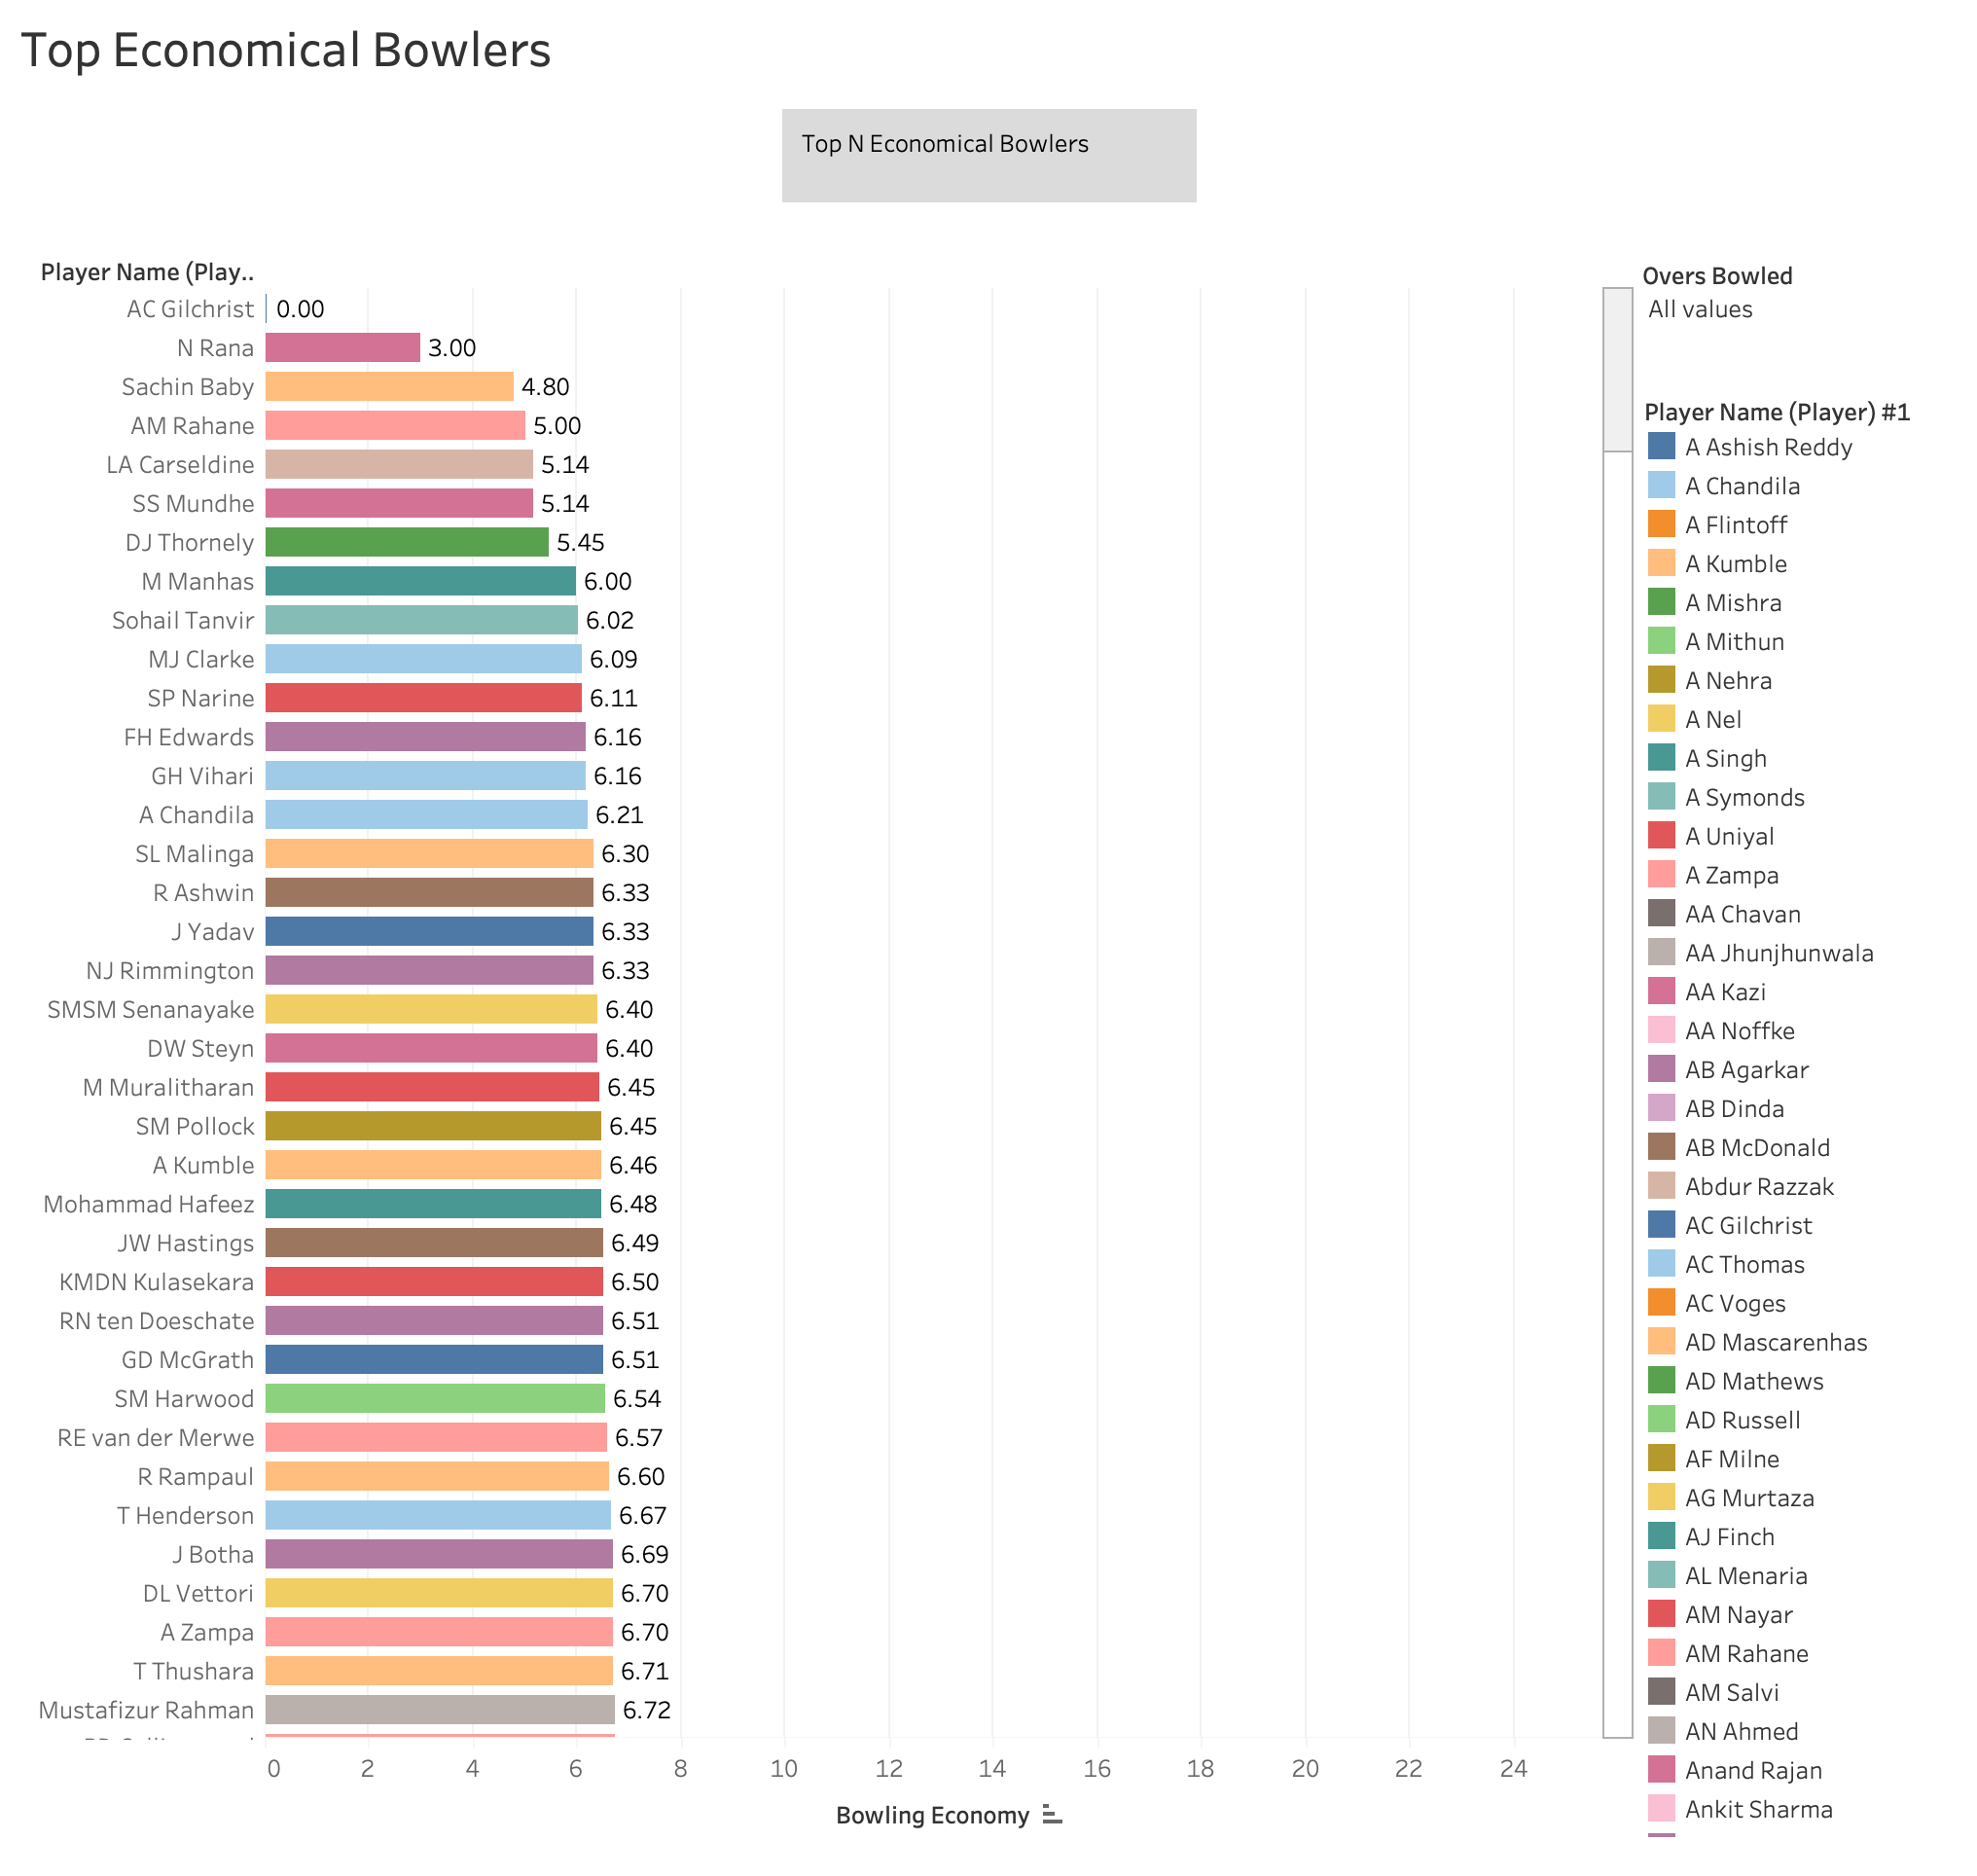 Top Economical Bowlers
Top N Economical Bowlers
Player Name (Play..
AC Gilchrist 0.00
N Rana 3.00
Sachin Baby 4.80
AM Rahane 5.00
LA Carseldine 5.14
SS Mundhe 5.14
DJ Thornely 5.45
M Manhas 6.00
Sohail Tanvir 6.02
MJ Clarke 6.09
SP Narine 6.11
FH Edwards 6.16
GH Vihari 6.16
A Chandila 6.21
SL Malinga 6.30
R Ashwin 6.33
J Yadav 6.33
NJ Rimmington 6.33
SMSM Senanayake 6.40
DW Steyn 6.40
M Muralitharan 6.45
SM Pollock 6.45
A Kumble 6.46
Mohammad Hafeez 6.48
JW Hastings 6.49
KMDN Kulasekara 6.50
RN ten Doeschate 6.51
GD McGrath 6.51
SM Harwood 6.54
RE van der Merwe 6.57
R Rampaul 6.60
T Henderson 6.67
J Botha 6.69
DL Vettori 6.70
A Zampa 6.70
T Thushara 6.71
Mustafizur Rahman 6.72
0 2 4 6 8 10 12 14 16 18 20 22 24
Bowling Economy
Overs Bowled
All values
Player Name (Player) #1
A Ashish Reddy
A Chandila
A Flintoff
A Kumble
A Mishra
A Mithun
A Nehra
A Nel
A Singh
A Symonds
A Uniyal
A Zampa
AA Chavan
AA Jhunjhunwala
AA Kazi
AA Noffke
AB Agarkar
AB Dinda
AB McDonald
Abdur Razzak
AC Gilchrist
AC Thomas
AC Voges
AD Mascarenhas
AD Mathews
AD Russell
AF Milne
AG Murtaza
AJ Finch
AL Menaria
AM Nayar
AM Rahane
AM Salvi
AN Ahmed
Anand Rajan
Ankit Sharma